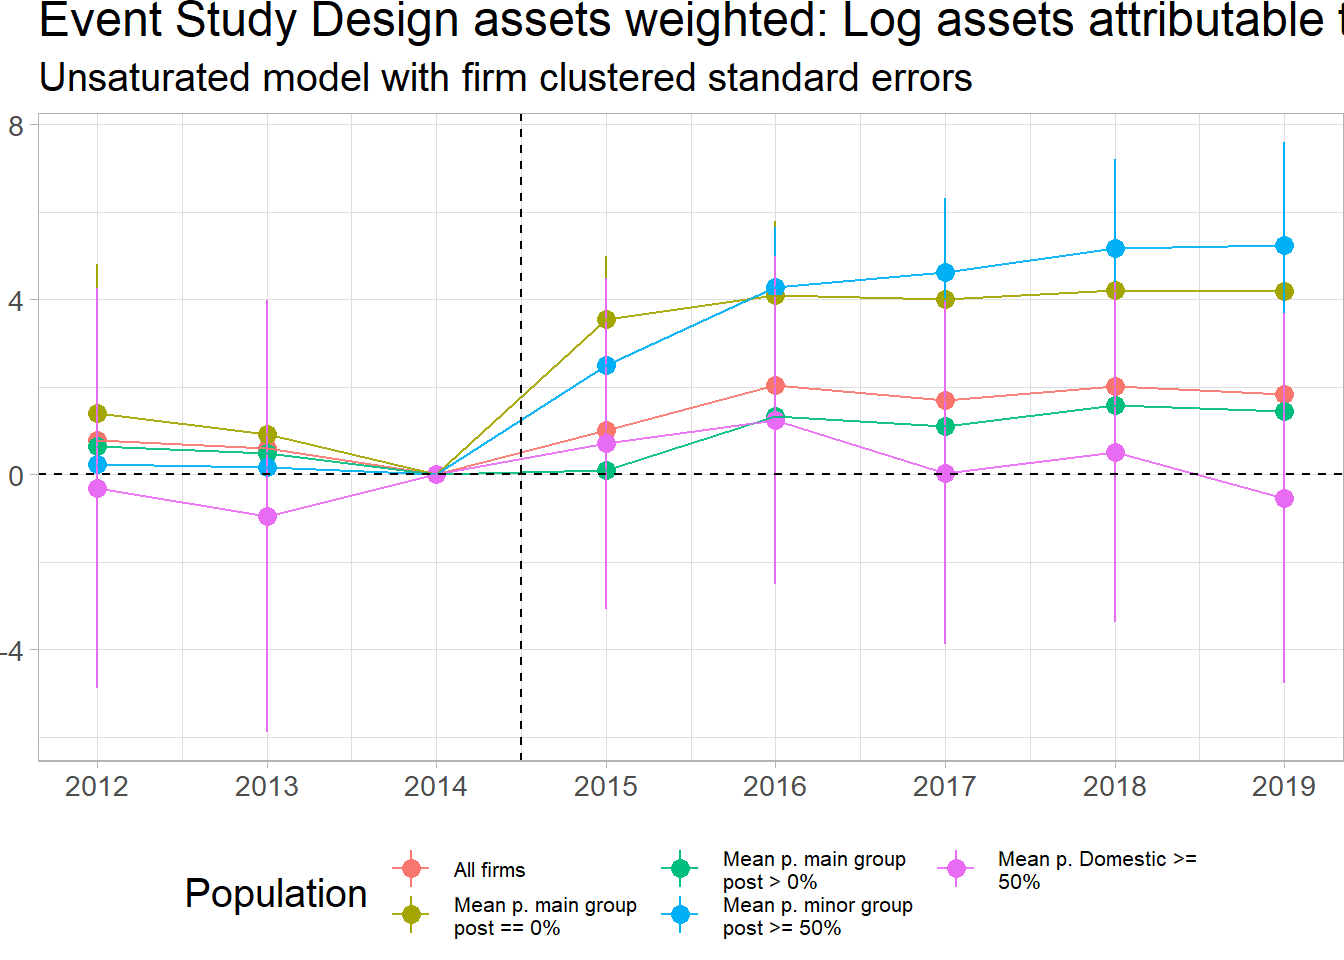 Event Study Design assets weighted: Log assets attributable t
Unsaturated model with firm clustered standard errors
8
4
0
-4
2012 2013 2014 2015 2016 2017 2018 2019
Population
All firms
Mean p. main group
post == 0%
Mean p. main group
post > 0%
Mean p. minor group
post >= 50%
Mean p. Domestic >=
50%